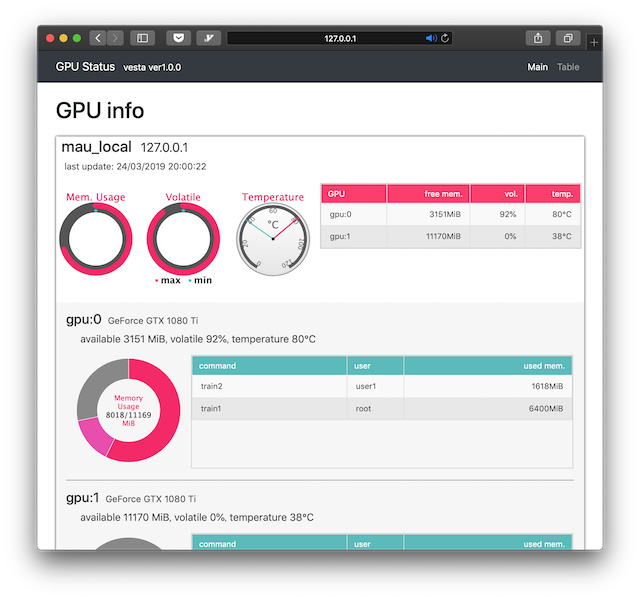 127.0.0.1
GPU Status vesta ver1.0.0 Main Table
GPU info
mau_local 127.0.0.1
last update: 24/03/2019 20:00:22
Mem. Usage Volatile Temperature
max min
°C
0 20 60 80 100 120
GPU free mem. vol. temp.
gpu:0 3151MiB 92% 80°C
gpu:1 11170MiB 0% 38°C
gpu:0 GeForce GTX 1080 Ti
available 3151 MiB, volatile 92%, temperature 80°C
Memory
Usage
8018/11169
MiB
command user used mem.
train2 user1 1618MiB
train1 root 6400MiB
gpu:1 GeForce GTX 1080 Ti
available 11170 MiB, volatile 0%, temperature 38°C
command user used mem.